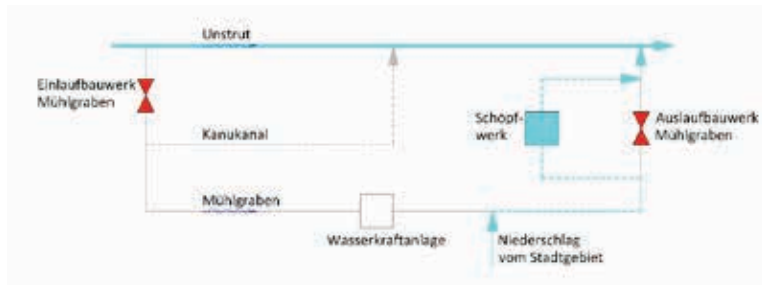 Unstrut
Einlaufbauwerk
Mühlgraben
Kanukanal
Schöpf-
werk
Auslaufbauwerk
Mühlgraben
Mühlgraben
Wasserkraftanlage
Niederschlag
vom Stadtgebiet